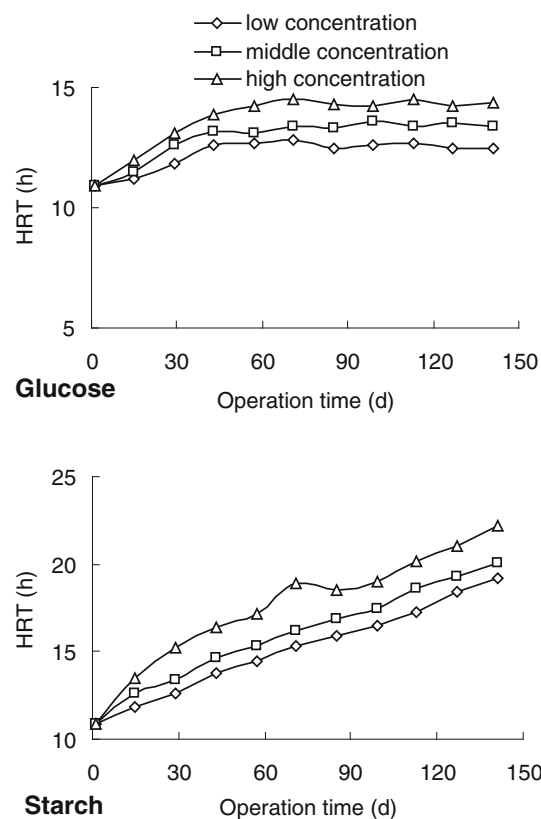 low concentration
middle concentration
high concentration
15
10
5
HRT (h)
0 30 60 90 120 150
Glucose
Operation time (d)
25
20
15
10
HRT (h)
0 30 60 90 120 150
Starch
Operation time (d)